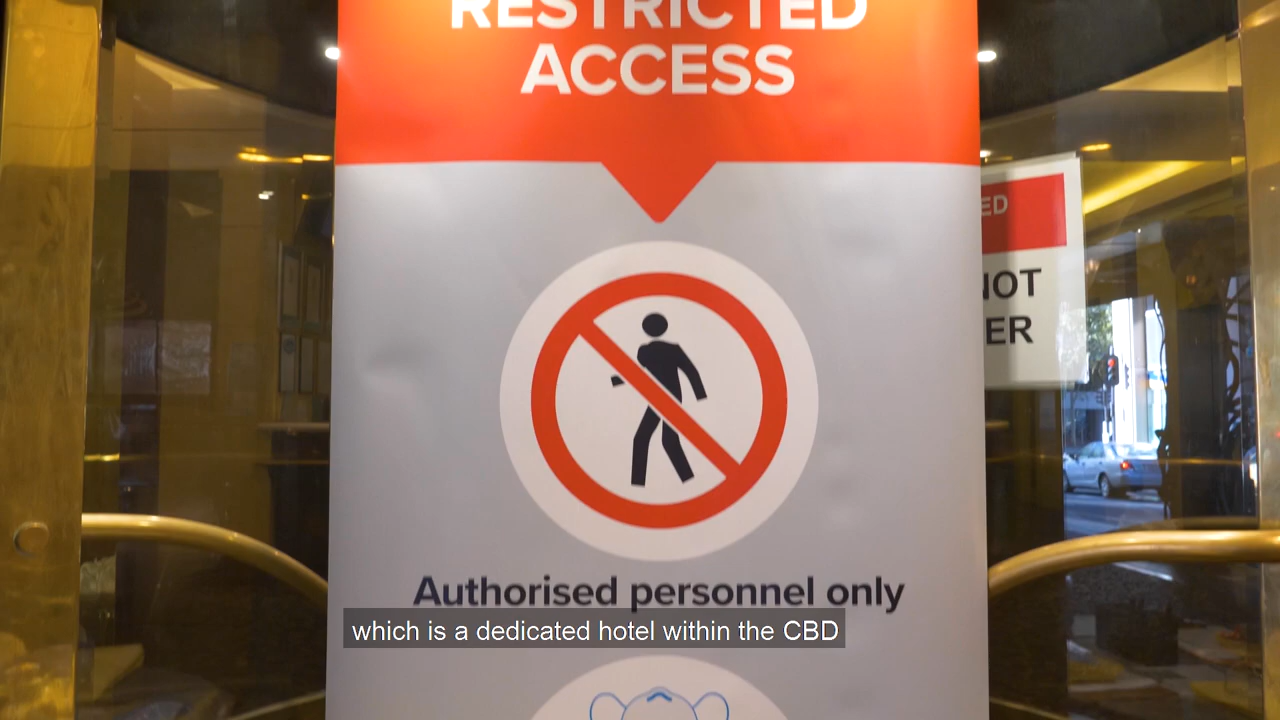 RESTRICTED
ACCESS
ED
NOT
ER
Authorised personnel only
which is a dedicated hotel within the CBD